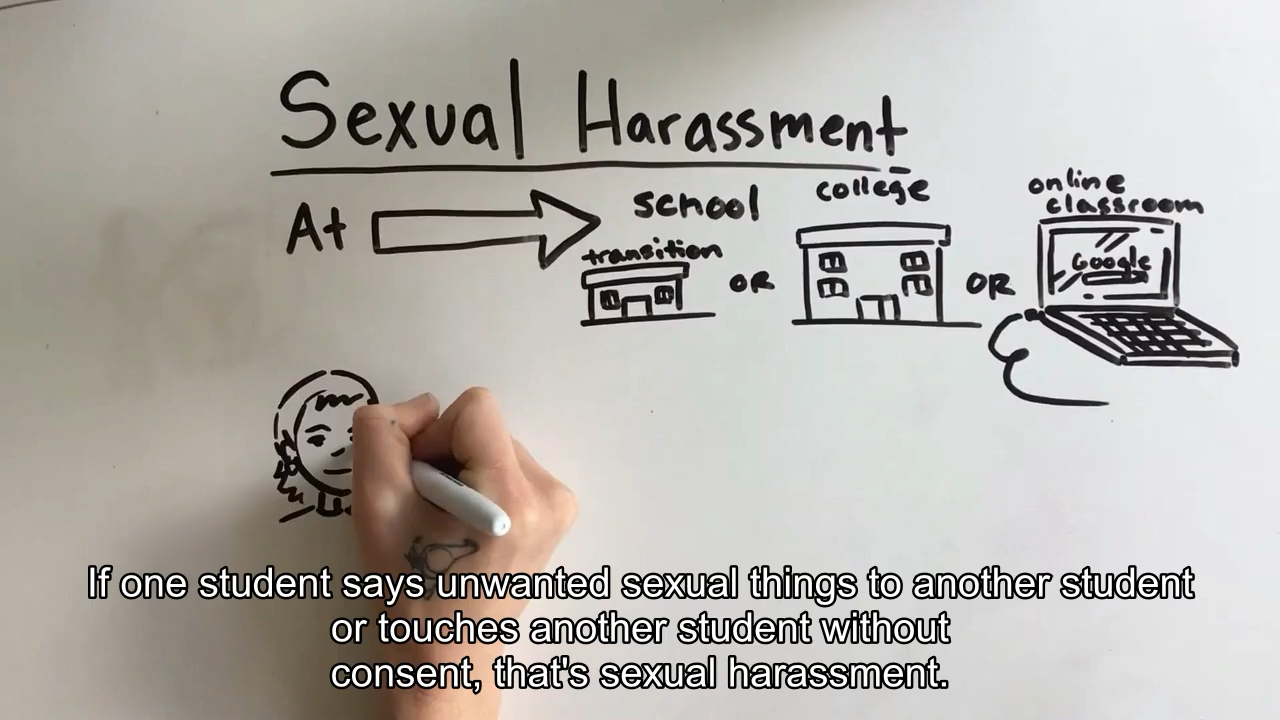 Sexual Harassment
At
school
transition
OR
college
OR
online
classroom
Google
If one student says unwanted sexual things to another student
or touches another student without
consent, that's sexual harassment.